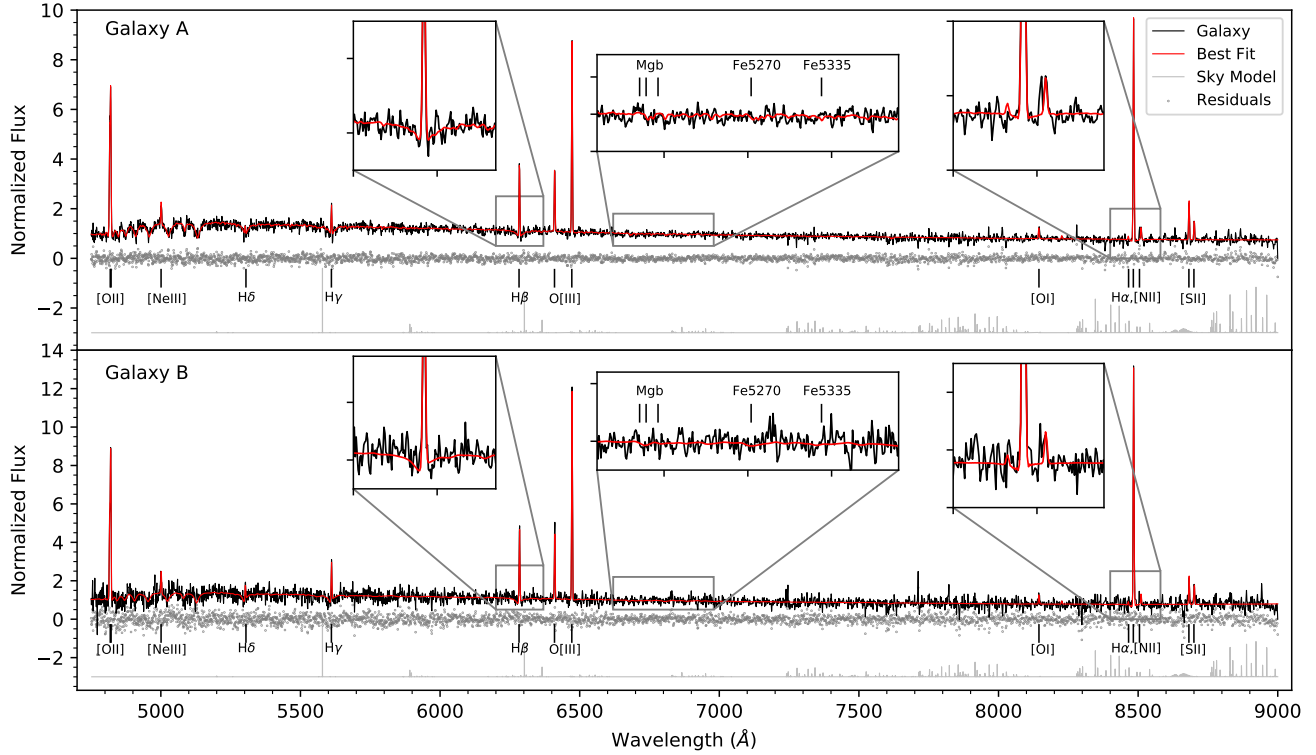 10
8
6
4
2
0
−2
Normalized Flux
Galaxy A
Mgb Fe5270 Fe5335
Galaxy
Best Fit
Sky Model
Residuals
[OII] [NeIII] Hδ Hγ Hβ O[III] [OI] Hα,[NII] [SII]
14
12
10
8
6
4
2
0
−2
Normalized Flux
Galaxy B
Mgb Fe5270 Fe5335
[OII] [NeIII] Hδ Hγ Hβ O[III] [OI] Hα,[NII] [SII]
5000 5500 6000 6500 7000 7500 8000 8500 9000
Wavelength (Å)